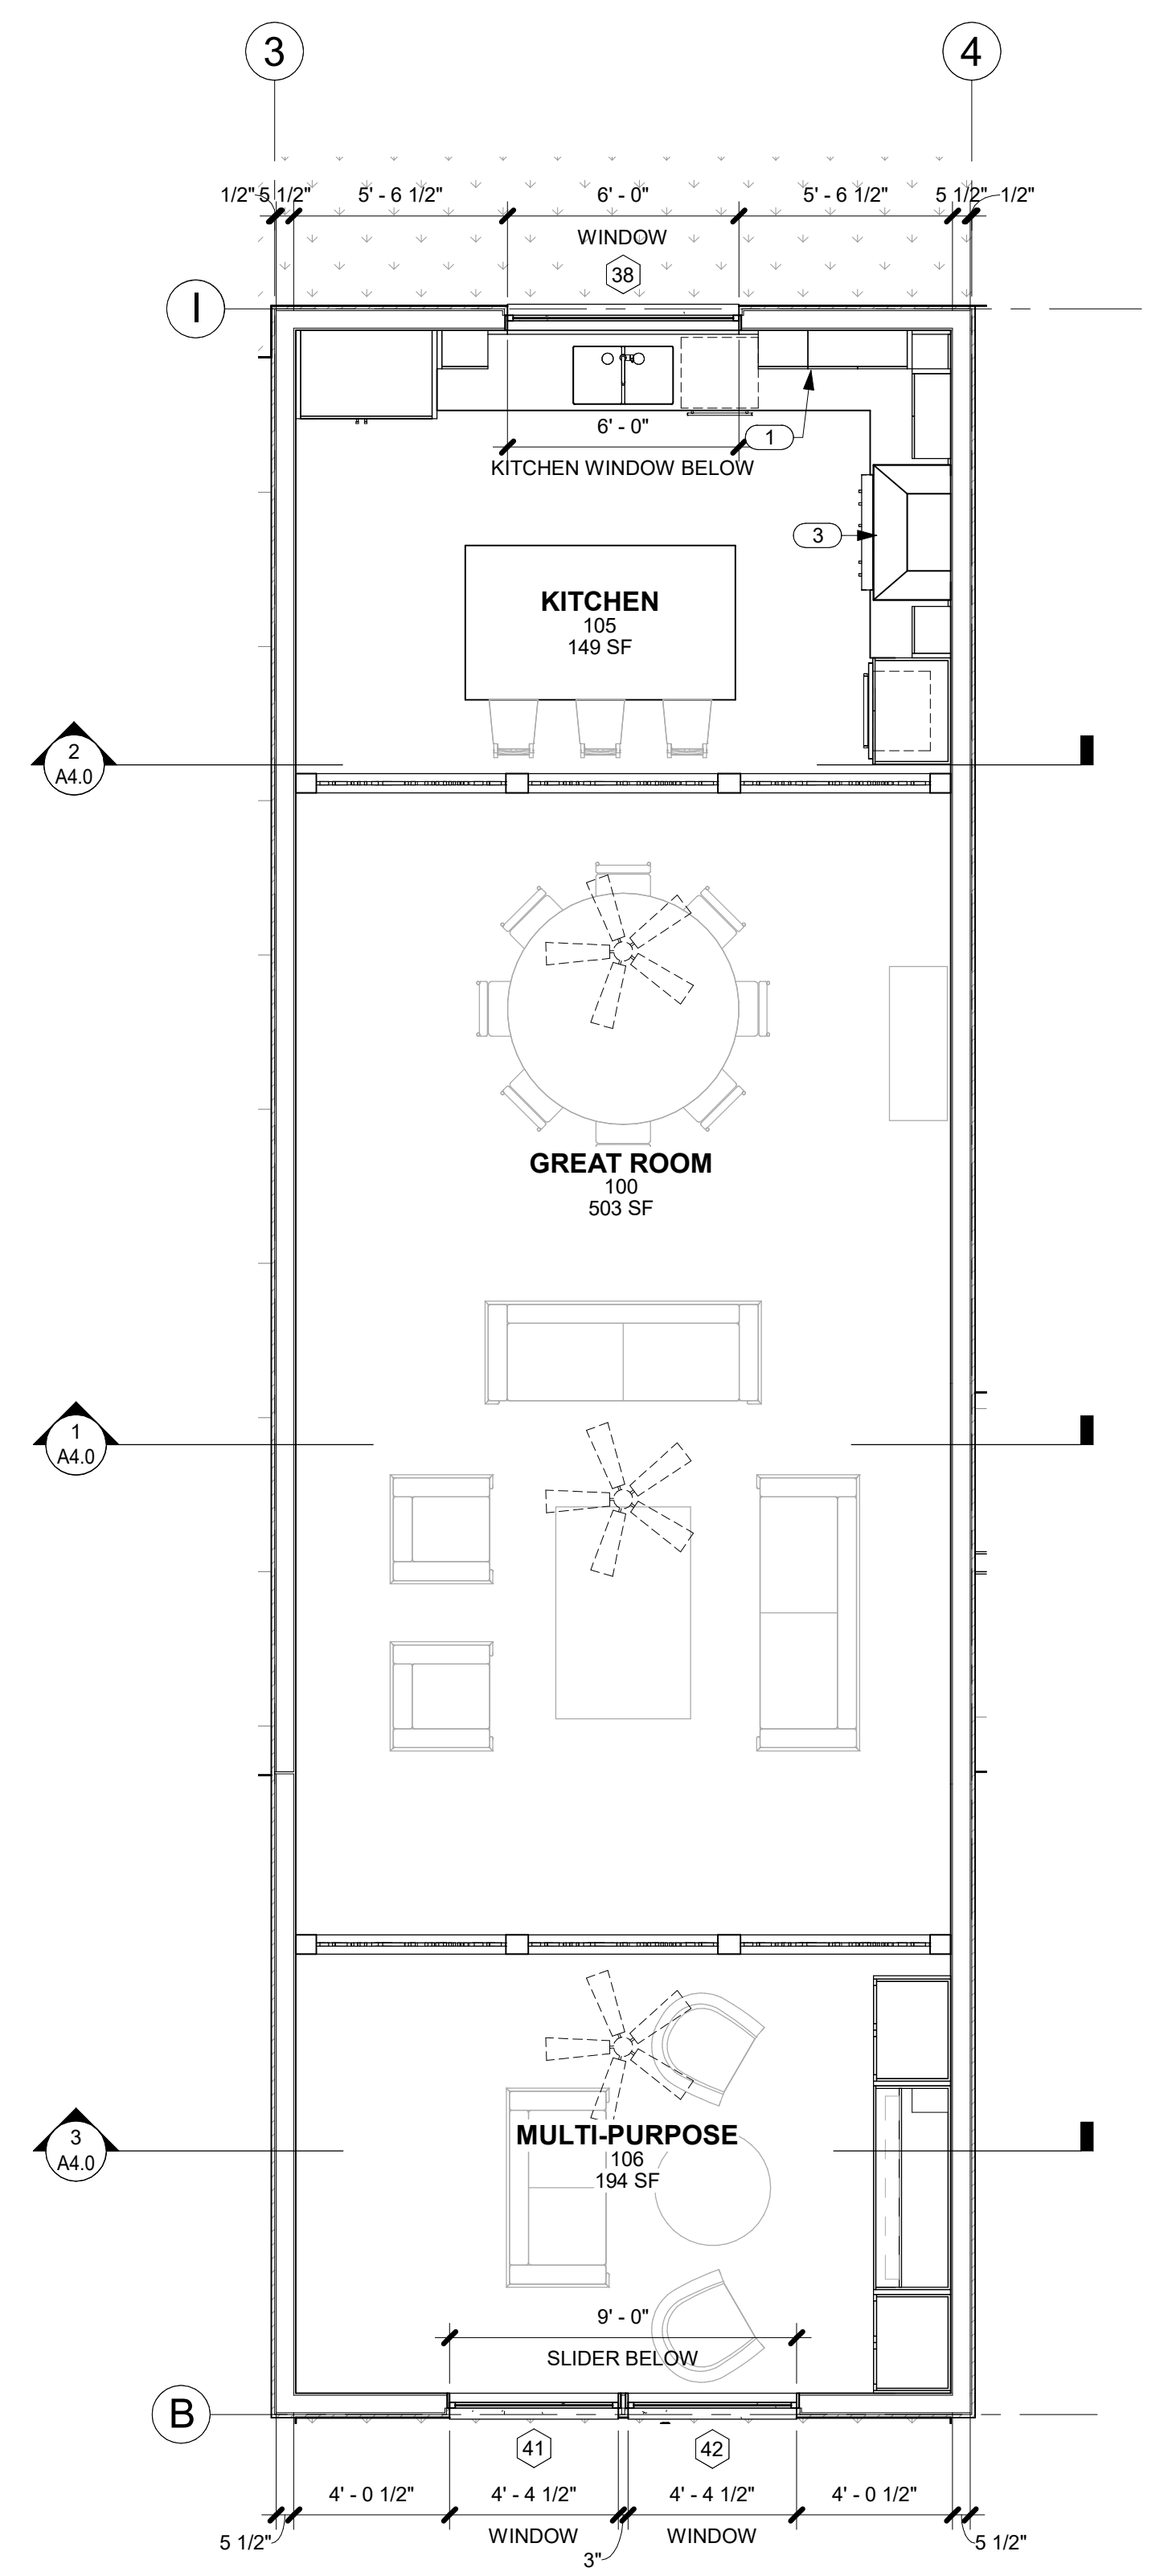 3
4
1/2" 5 1/2" 5' - 6 1/2" 6' - 0" 5' - 6 1/2" 5 1/2" 1/2"
WINDOW
38
I
6' - 0"
1
KITCHEN WINDOW BELOW
3
KITCHEN
105
149 SF
2
A4.0
GREAT ROOM
100
503 SF
1
A4.0
MULTI-PURPOSE
106
194 SF
3
A4.0
9' - 0"
SLIDER BELOW
B
41
42
4' - 0 1/2" 4' - 4 1/2" 4' - 4 1/2" 4' - 0 1/2"
5 1/2" WINDOW WINDOW 5 1/2"
3"